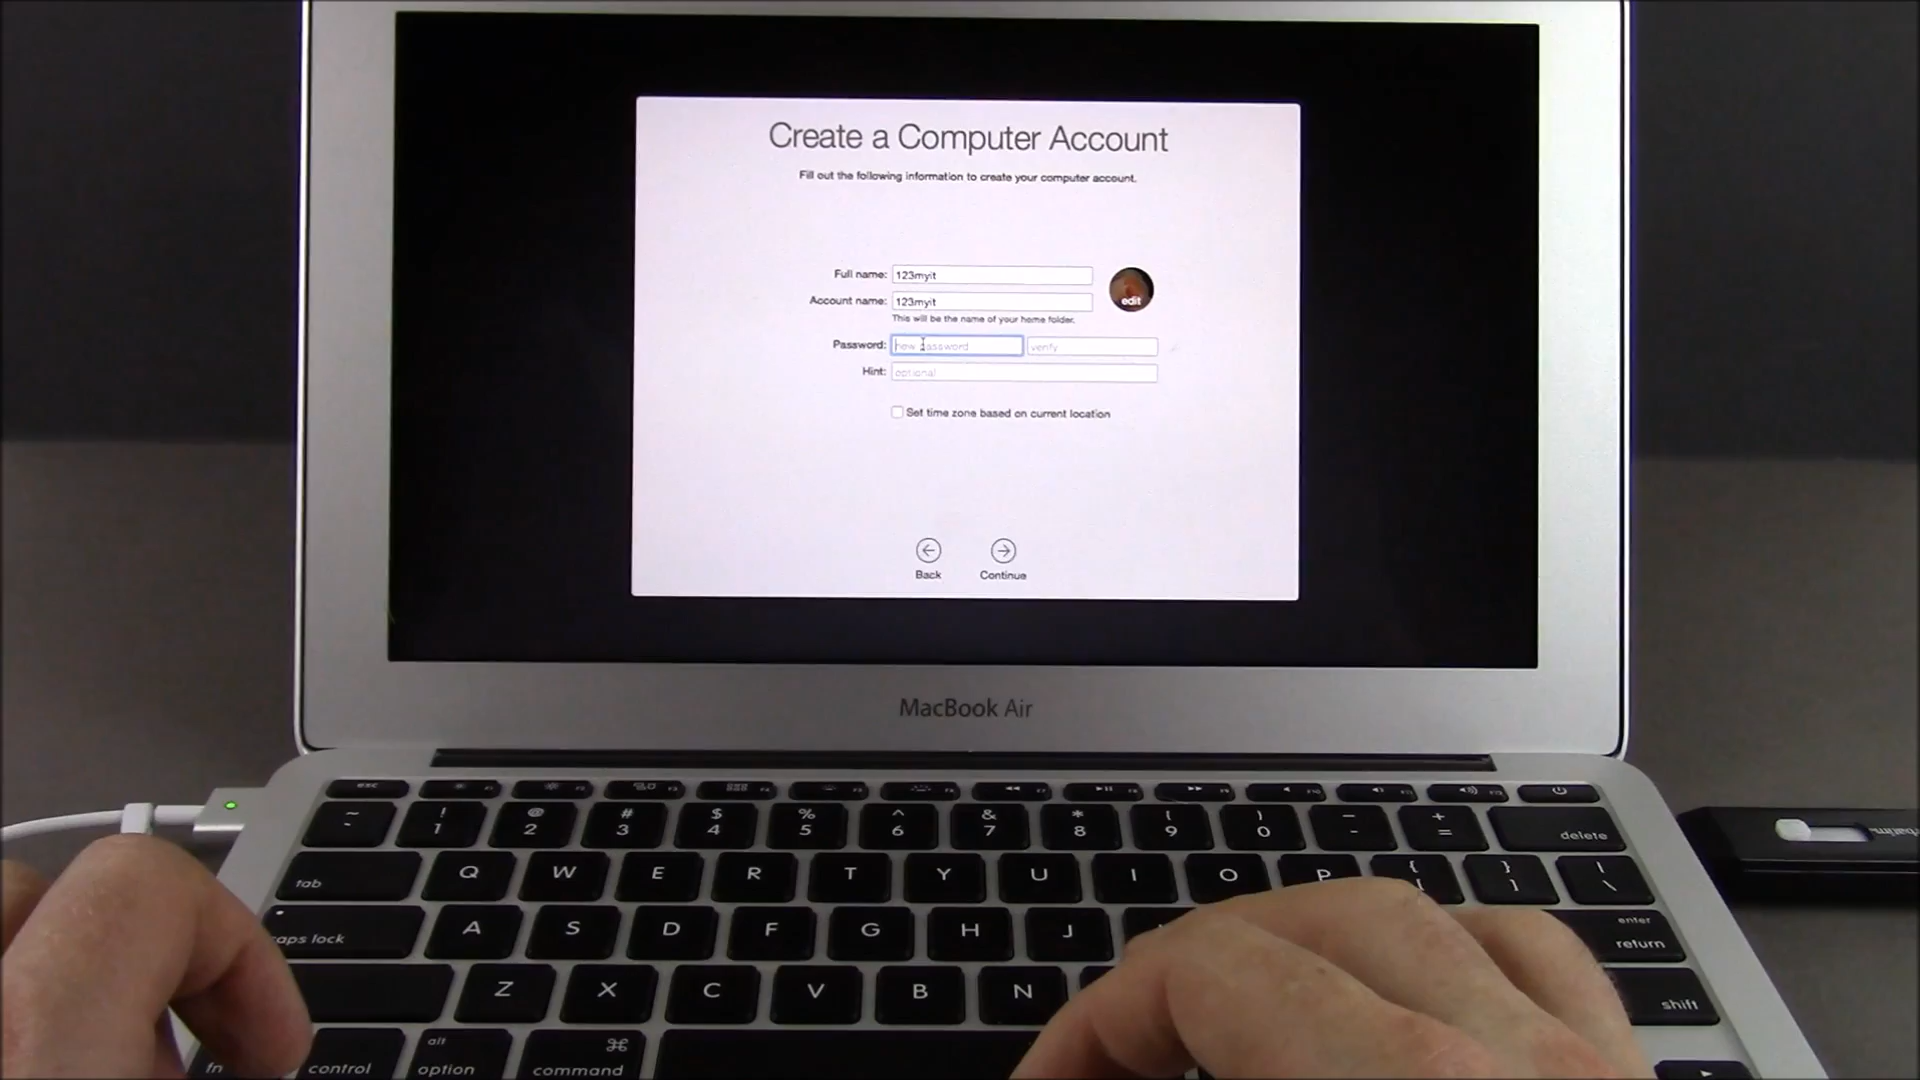 Create a Computer Account
Fill out the following information to create your computer account.
Full name: 123myit
edit
Account name: 123myit
This will be the name of your home folder.
Password: new password verify
Hint: optional
Set time zone based on current location
Back Continue
MacBook Air
esc
~ ! 1 @ 2 # 3 $ 4 % 5 ^ 6 & 7 * 8 ( 9 ) 0 — - + = delete
tab Q W E R T Y U I O P { [ } ] | \
caps lock A S D F G H J enter return
Z X C V B N shift
fn control alt option ⌘ command